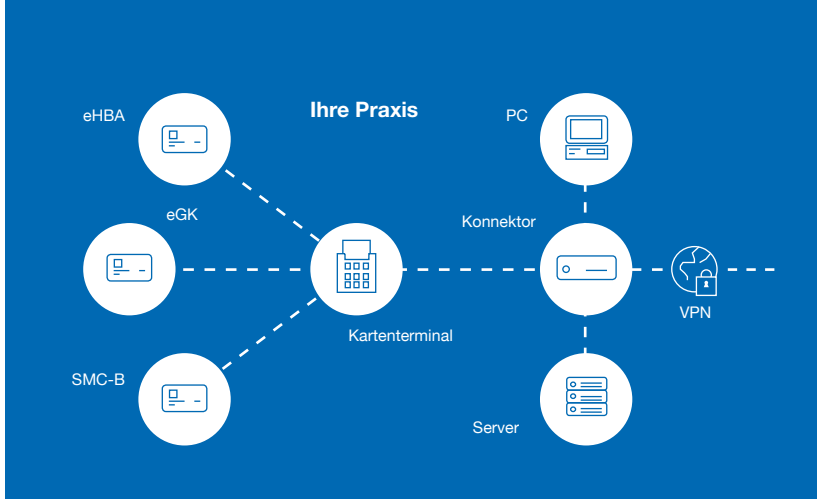 Ihre Praxis
eHBA
PC
eGK
Konnektor
VPN
Kartenterminal
SMC-B
Server